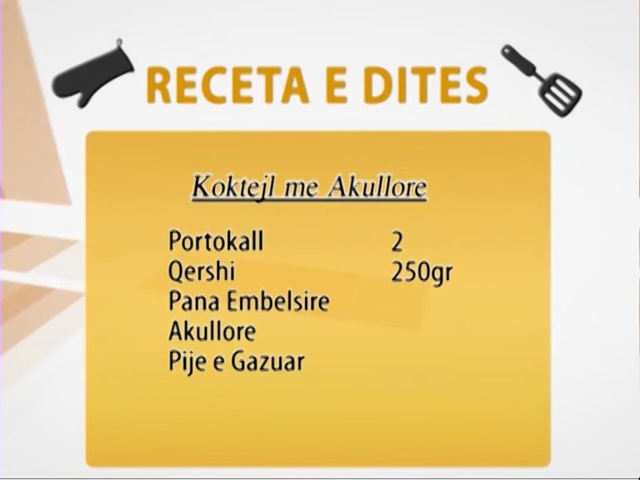 RECETA E DITES
Koktejl me Akullore
Portokall 2
Qershi 250gr
Pana Embelsire
Akullore
Pije e Gazuar